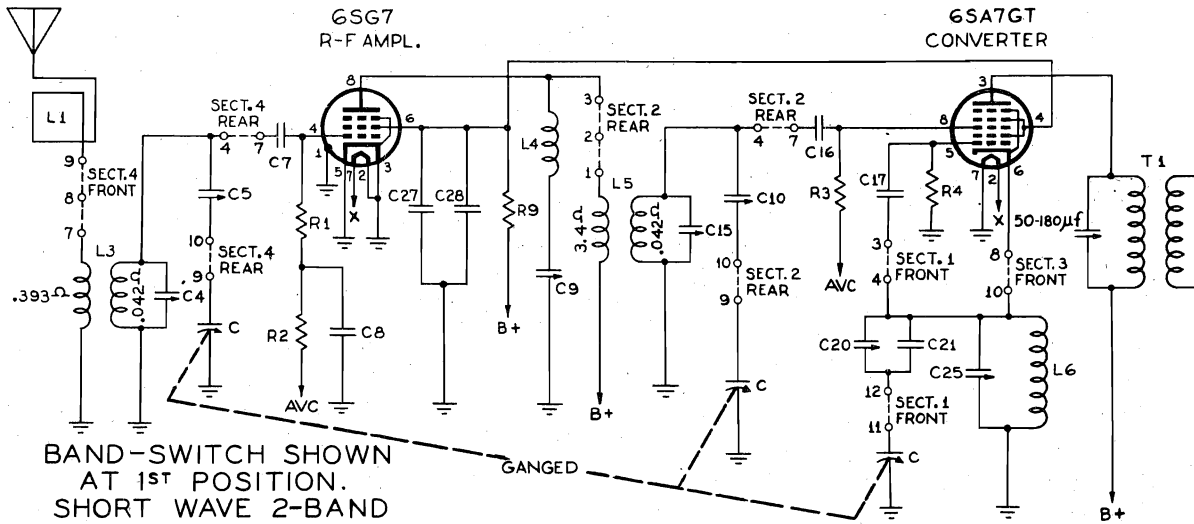 6SG7
R-F AMPL.
6SA7GT
CONVERTER
L1
9
SECT.4
FRONT
8
7
L3
.393Ω
.042Ω
C4
SECT. 4
REAR
4
7
C7
C5
10
SECT.4
REAR
9
C
8
4
6
1
5
7
2
3
X
R1
R2
C8
AVC
C27
C28
R9
B+
L4
C9
3
SECT. 2
REAR
2
1
L5
3.4Ω
.042Ω
C15
B+
SECT. 2
REAR
4
7
C16
C10
10
SECT. 2
REAR
9
C
R3
AVC
C17
R4
3
8
4
5
7
2
6
X
3
SECT. 1
FRONT
4
8
SECT. 3
FRONT
10
C20
C21
C25
L6
12
SECT. 1
FRONT
11
C
T1
50-180μf
B+
GANGED
BAND-SWITCH SHOWN
AT 1ST POSITION.
SHORT WAVE 2-BAND